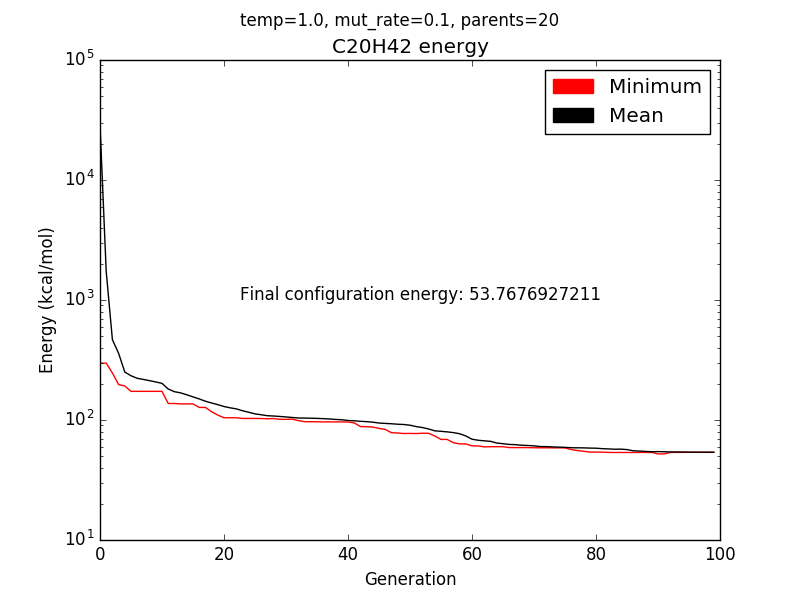 temp=1.0, mut_rate=0.1, parents=20
C20H42 energy
10^5
10^4
10^3
10^2
10^1
Energy (kcal/mol)
Minimum
Mean
Final configuration energy: 53.7676927211
0 20 40 60 80 100
Generation